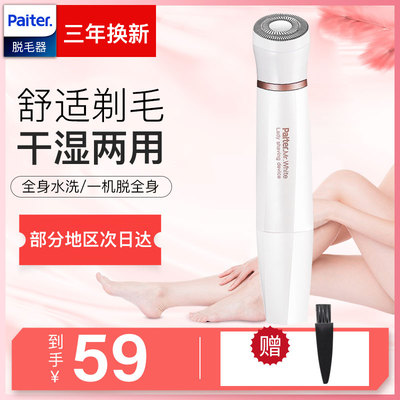 Paiter.
脱毛器
三年换新
舒适剃毛
干湿两用
全身水洗/一机脱全身
部分地区次日达
Paiter.Mr.White
Lady shaving device
到手
¥
59
赠